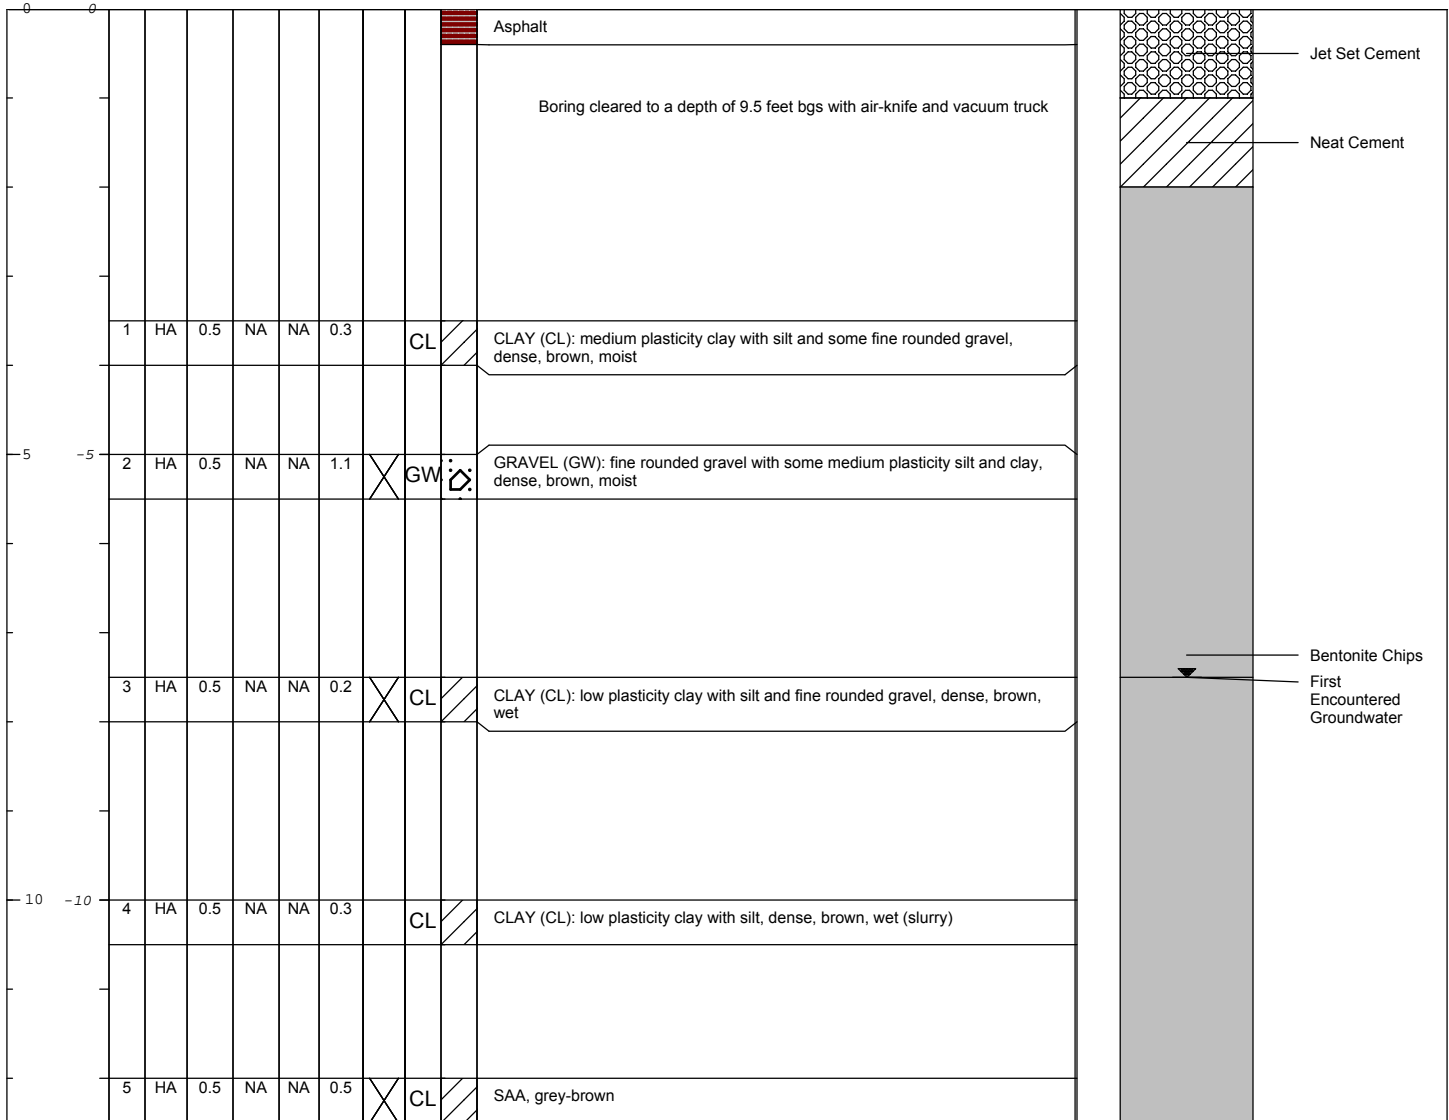 0 0
Asphalt
Jet Set Cement
Boring cleared to a depth of 9.5 feet bgs with air-knife and vacuum truck
Neat Cement
1 HA 0.5 NA NA 0.3 CL
CLAY (CL): medium plasticity clay with silt and some fine rounded gravel,
dense, brown, moist
5 -5
2 HA 0.5 NA NA 1.1 GW
GRAVEL (GW): fine rounded gravel with some medium plasticity silt and clay,
dense, brown, moist
Bentonite Chips
First
Encountered
Groundwater
3 HA 0.5 NA NA 0.2 CL
CLAY (CL): low plasticity clay with silt and fine rounded gravel, dense, brown,
wet
10 -10
4 HA 0.5 NA NA 0.3 CL
CLAY (CL): low plasticity clay with silt, dense, brown, wet (slurry)
5 HA 0.5 NA NA 0.5 CL
SAA, grey-brown